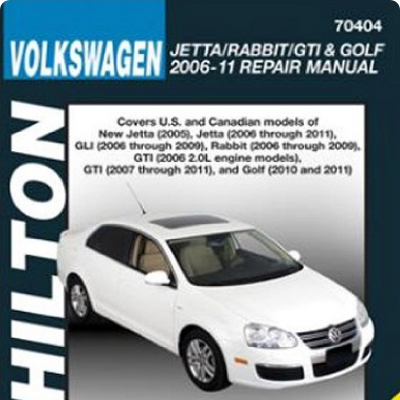 70404
VOLKSWAGEN
JETTA/RABBIT/GTI & GOLF
2006-11 REPAIR MANUAL
Covers U.S. and Canadian models of
New Jetta (2005), Jetta (2006 through 2011),
GLI (2006 through 2009), Rabbit (2006 through 2009),
GTI (2006 2.0L engine models),
GTI (2007 through 2011), and Golf (2010 and 2011)
HILTON